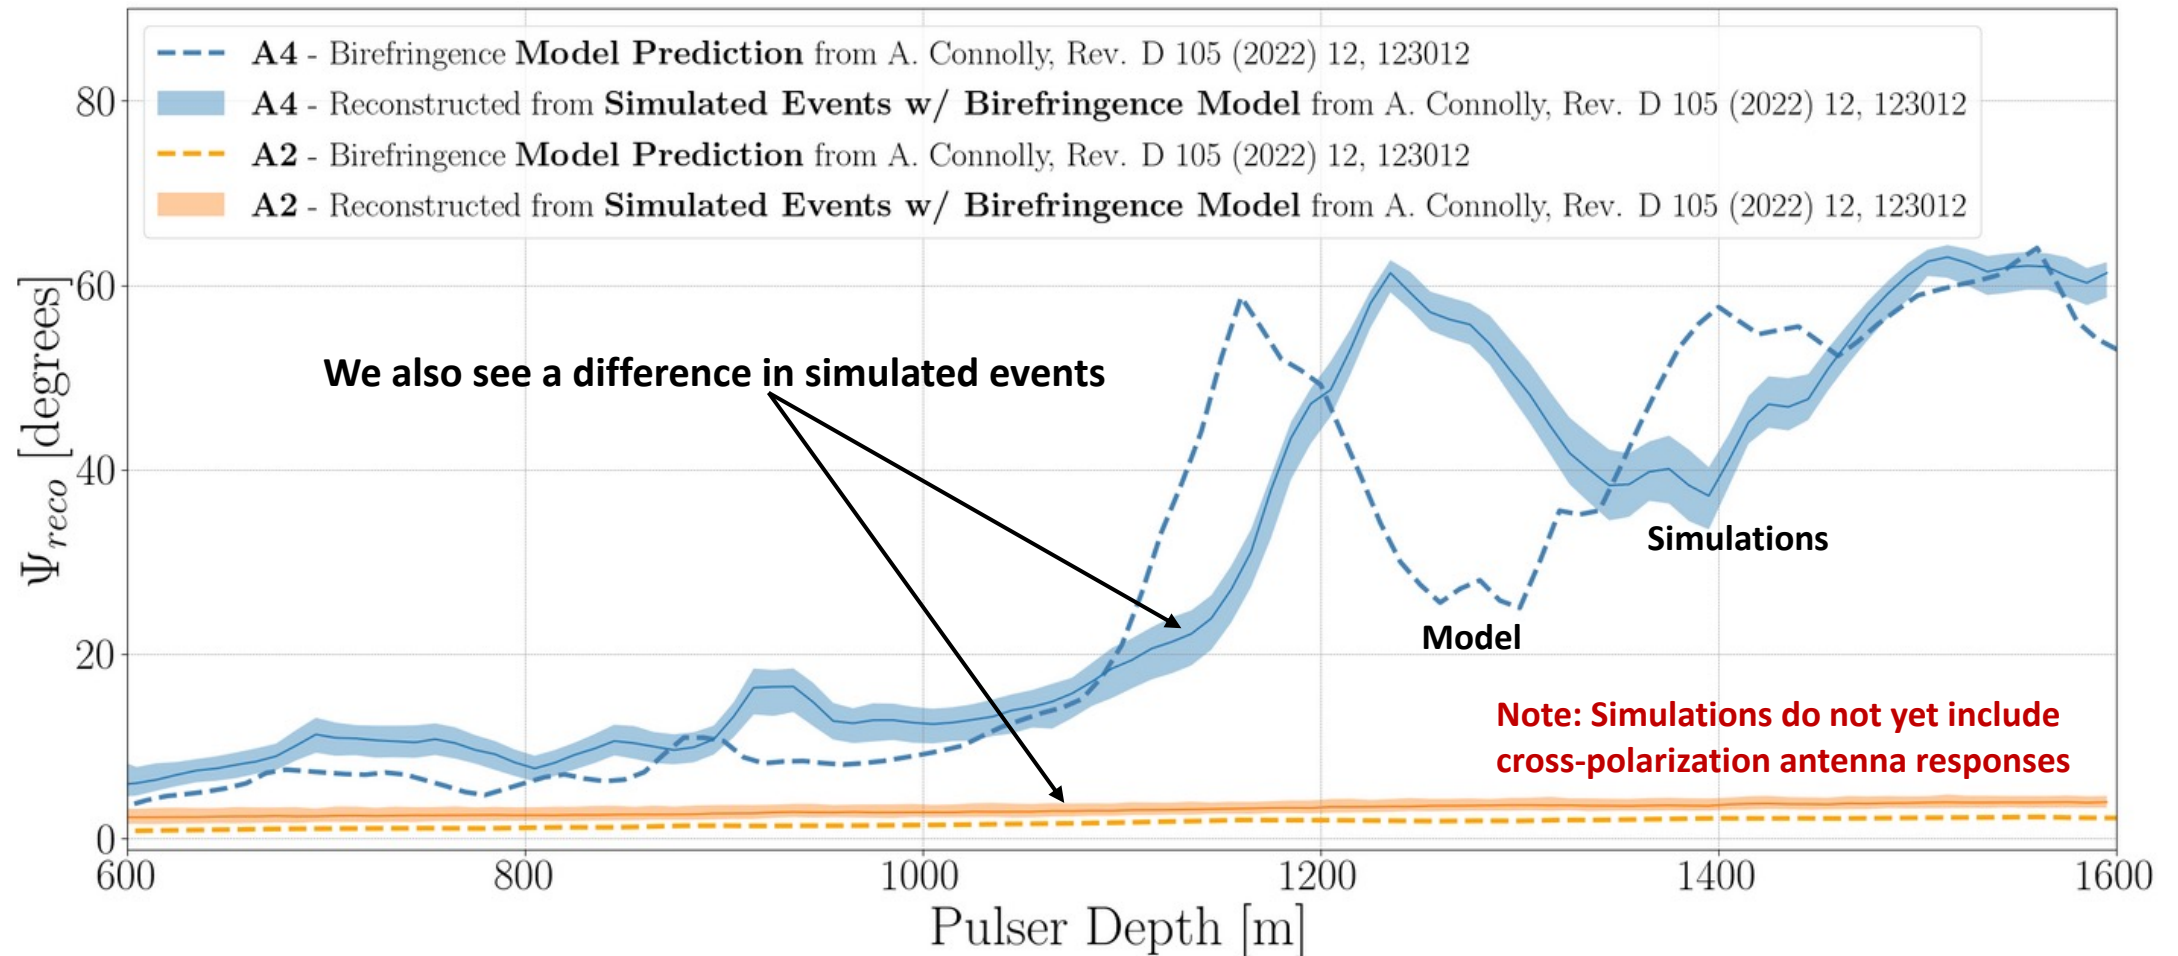 A4 - Birefringence Model Prediction from A. Connolly, Rev. D 105 (2022) 12, 123012
A4 - Reconstructed from Simulated Events w/ Birefringence Model from A. Connolly, Rev. D 105 (2022) 12, 123012
A2 - Birefringence Model Prediction from A. Connolly, Rev. D 105 (2022) 12, 123012
A2 - Reconstructed from Simulated Events w/ Birefringence Model from A. Connolly, Rev. D 105 (2022) 12, 123012
80
60
40
20
0
Ψreco [degrees]
We also see a difference in simulated events
Simulations
Model
Note: Simulations do not yet include
cross-polarization antenna responses
600 800 1000 1200 1400 1600
Pulser Depth [m]